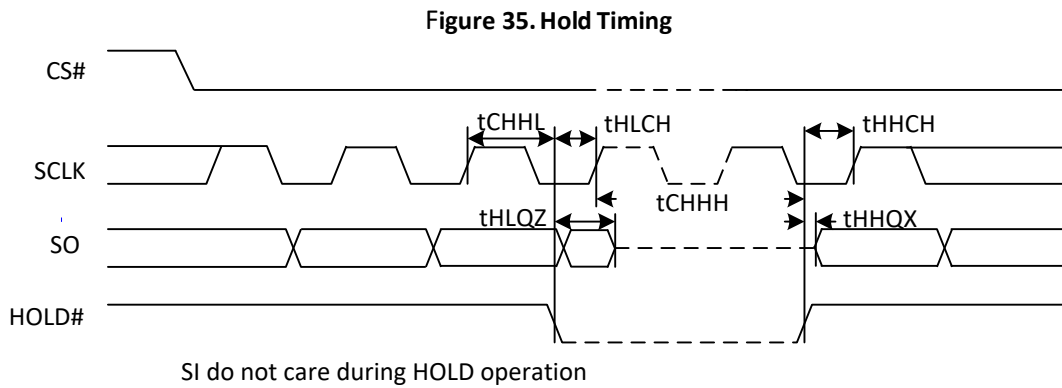 Figure 35. Hold Timing
CS#
tCHHL tHLCH tHHCH
SCLK
tCHHH
tHLQZ tHHQX
SO
HOLD#
SI do not care during HOLD operation